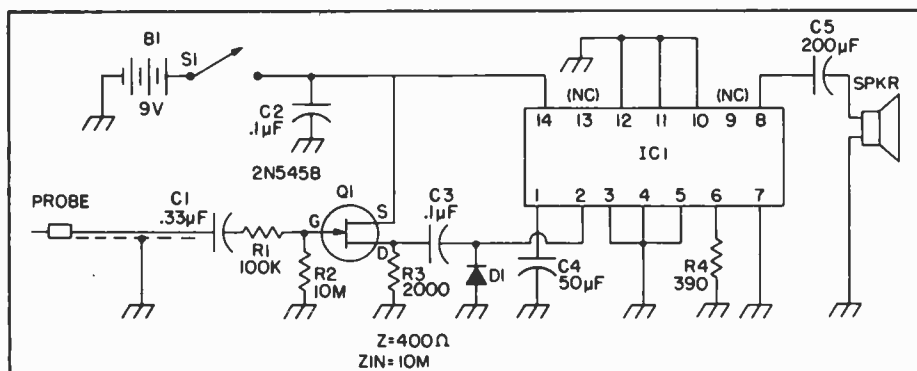 B1
S1
9V
C2
.1µF
2N5458
Q1
G
S
D
PROBE
C1
.33µF
R1
100K
R2
10M
R3
2000
C3
.1µF
D1
Z=400Ω
ZIN=10M
(NC)
(NC)
14 13 12 11 10 9 8
IC1
1 2 3 4 5 6 7
C4
50µF
R4
390
C5
200µF
SPKR